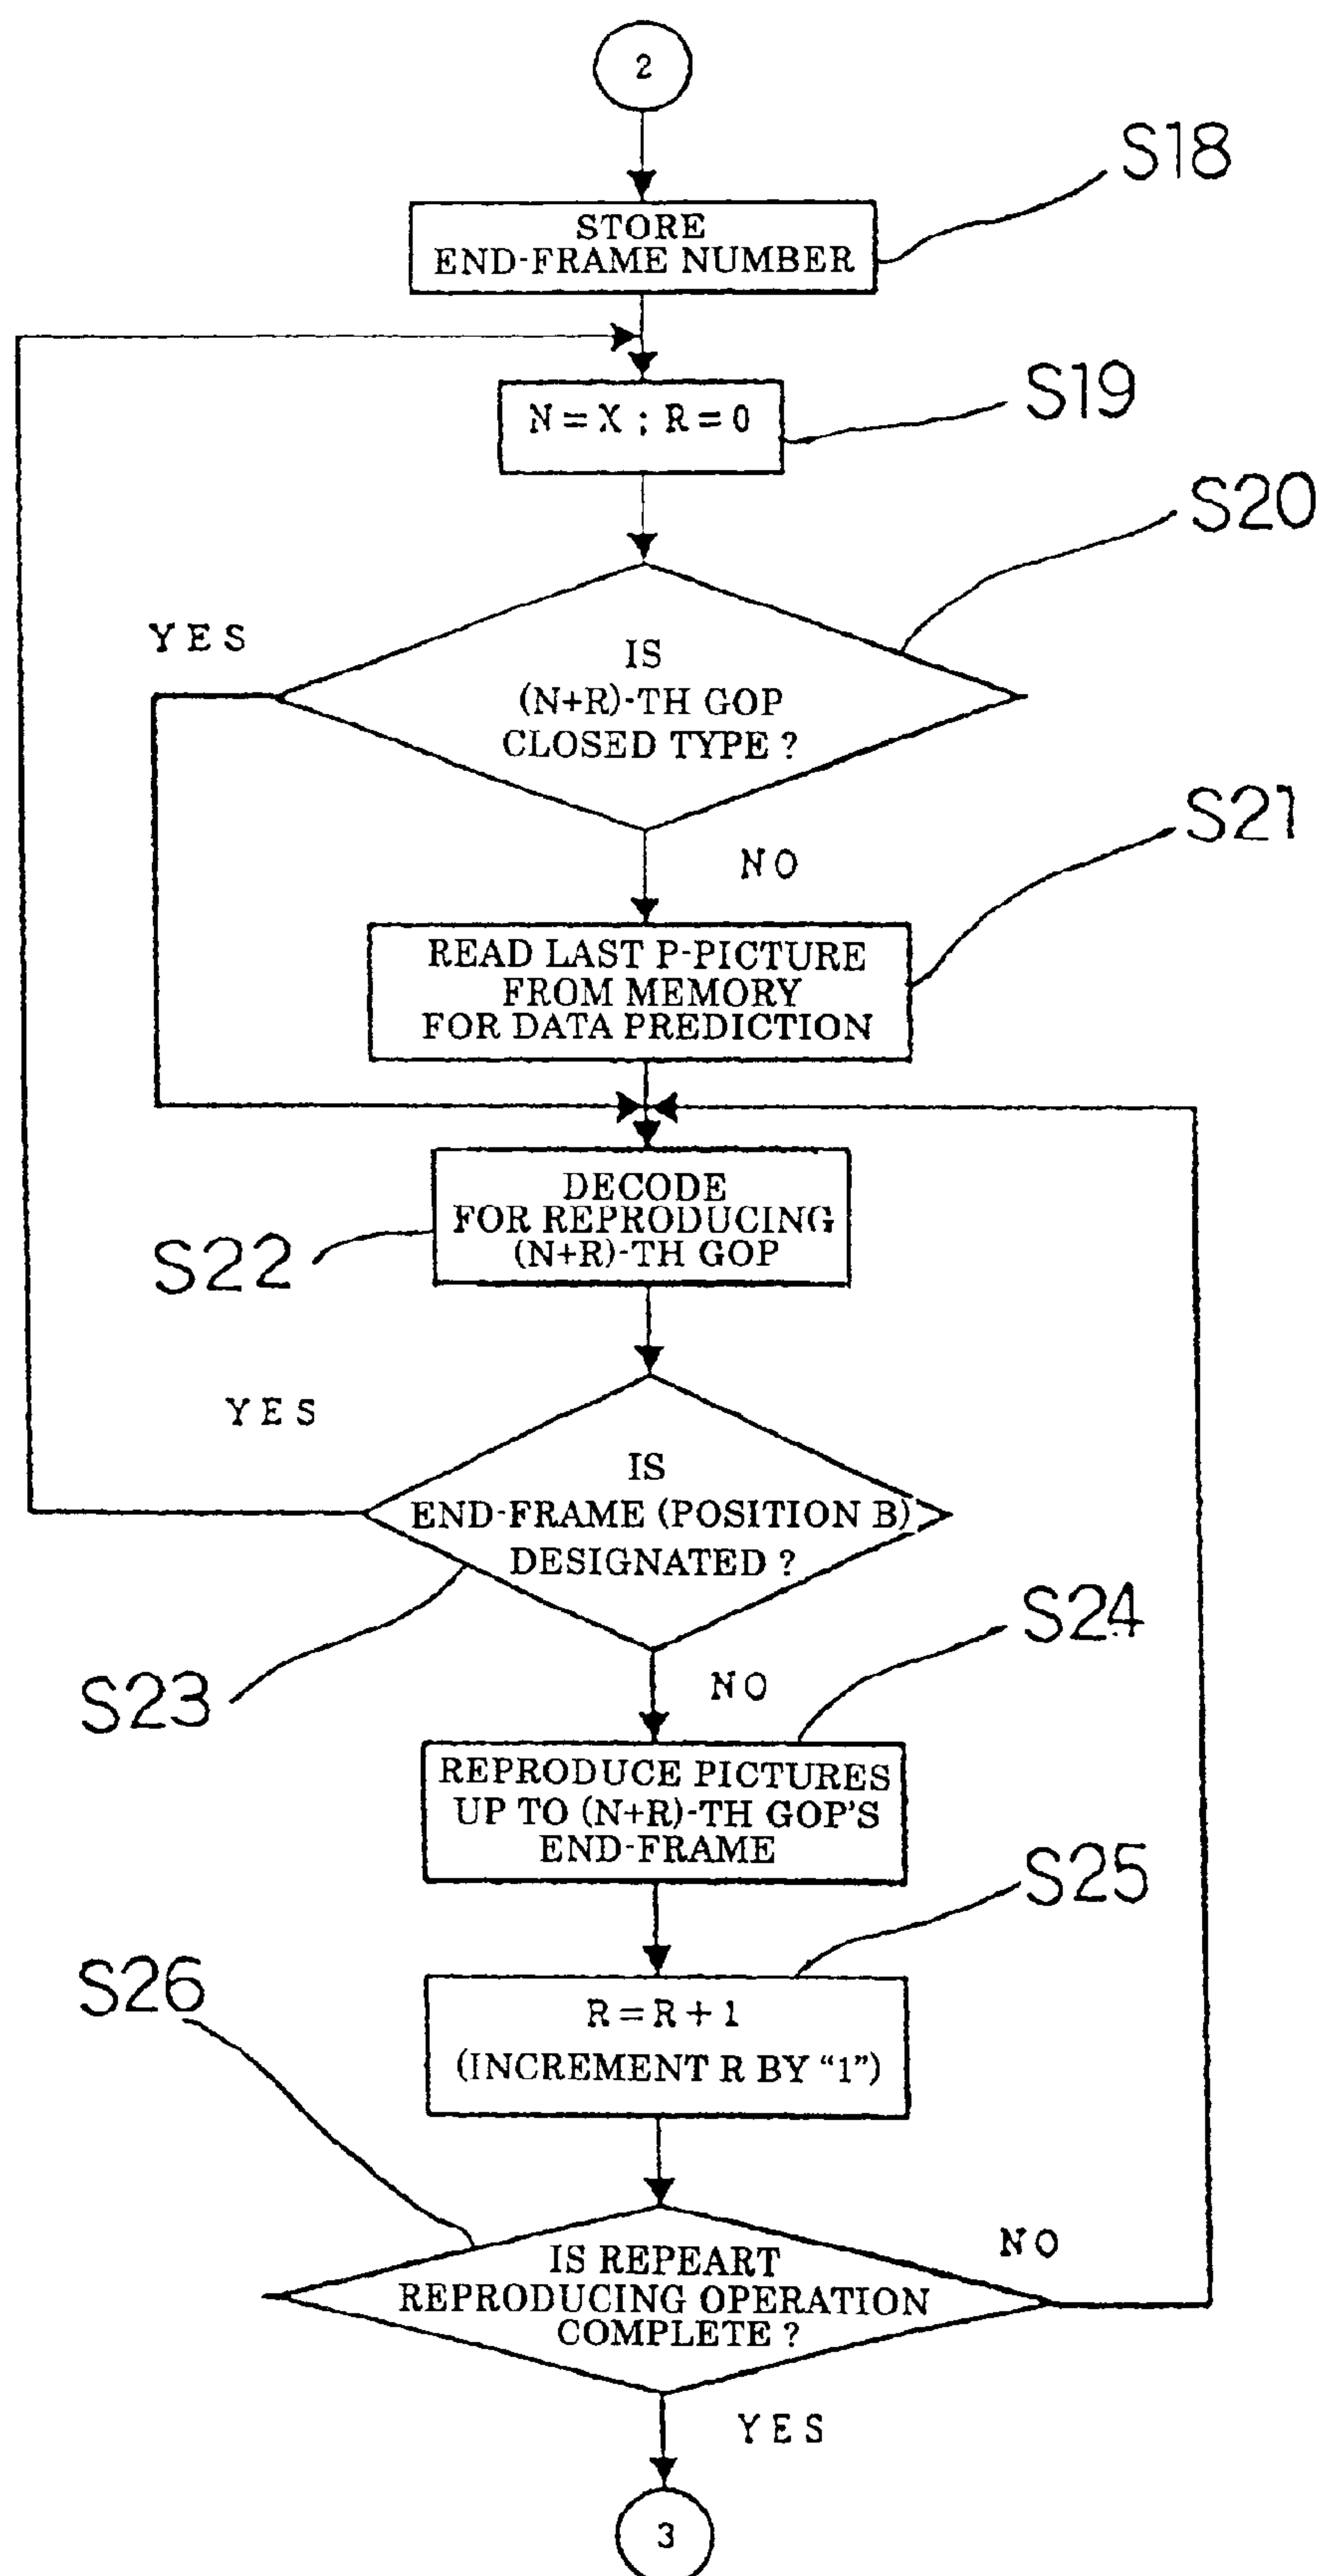 2
S18
STORE
END-FRAME NUMBER
S19
N = X ; R = 0
S20
YES
IS
(N+R)-TH GOP
CLOSED TYPE ?
S21
NO
READ LAST P-PICTURE
FROM MEMORY
FOR DATA PREDICTION
DECODE
FOR REPRODUCING
(N+R)-TH GOP
S22
YES
IS
END-FRAME (POSITION B)
DESIGNATED ?
S24
S23
NO
REPRODUCE PICTURES
UP TO (N+R)-TH GOP'S
END-FRAME
S25
S26
R = R + 1
(INCREMENT R BY “1”)
NO
IS REPEART
REPRODUCING OPERATION
COMPLETE ?
YES
3